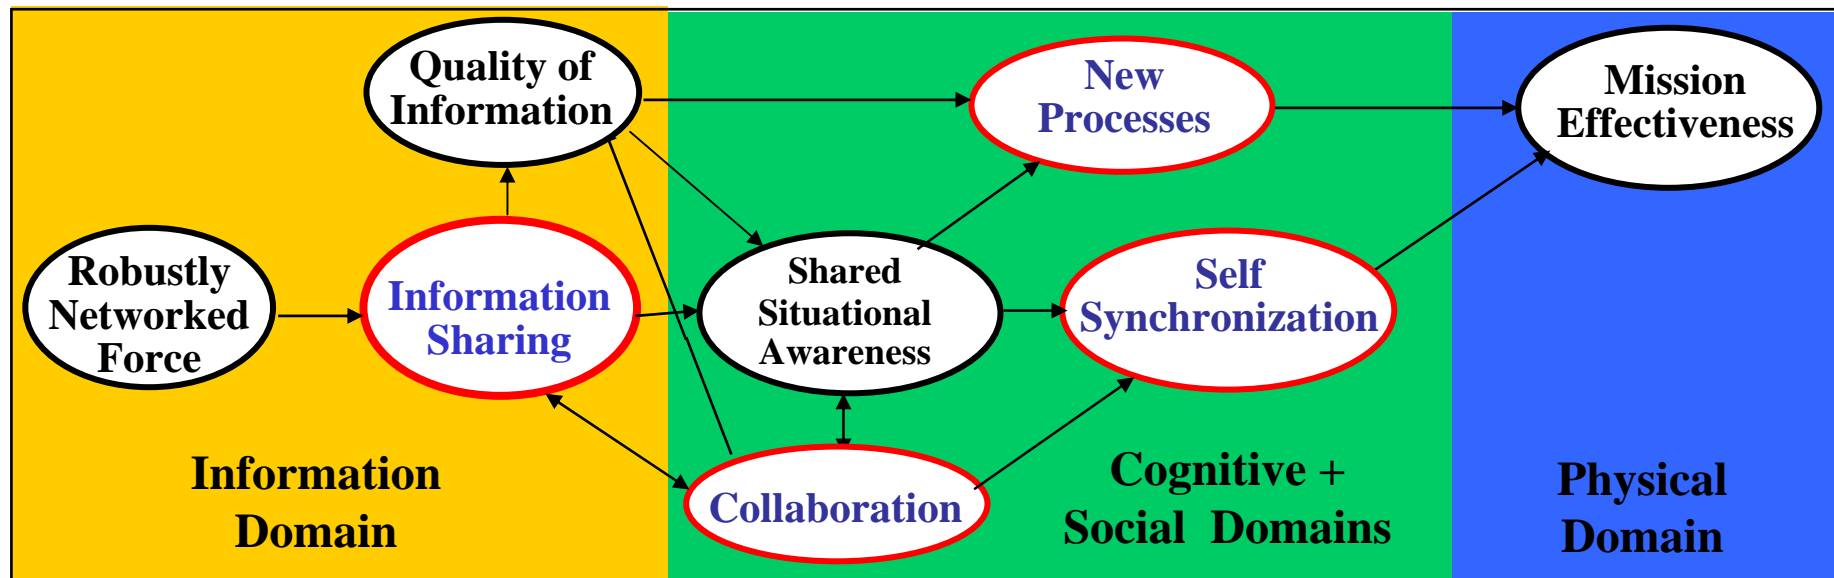 Quality of
Information
New
Processes
Mission
Effectiveness
Robustly
Networked
Force
Information
Sharing
Shared
Situational
Awareness
Self
Synchronization
Collaboration
Information
Domain
Cognitive +
Social Domains
Physical
Domain